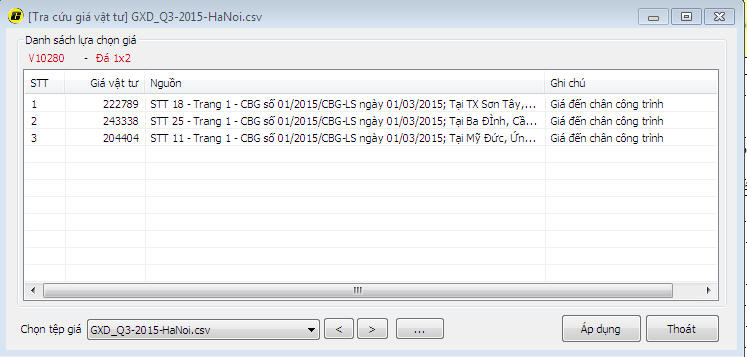 [Tra cứu giá vật tư] GXD_Q3-2015-HaNoi.csv
Danh sách lựa chọn giá
V10280 - Đá 1x2
STT Giá vật tư Nguồn Ghi chú
1 222789 STT 18 - Trang 1 - CBG số 01/2015/CBG-LS ngày 01/03/2015; Tại TX Sơn Tây,... Giá đến chân công trình
2 243338 STT 25 - Trang 1 - CBG số 01/2015/CBG-LS ngày 01/03/2015; Tại Ba Đình, Cầ... Giá đến chân công trình
3 204404 STT 11 - Trang 1 - CBG số 01/2015/CBG-LS ngày 01/03/2015; Tại Mỹ Đức, Ứn... Giá đến chân công trình
Chọn tệp giá GXD_Q3-2015-HaNoi.csv < > ... Áp dụng Thoát